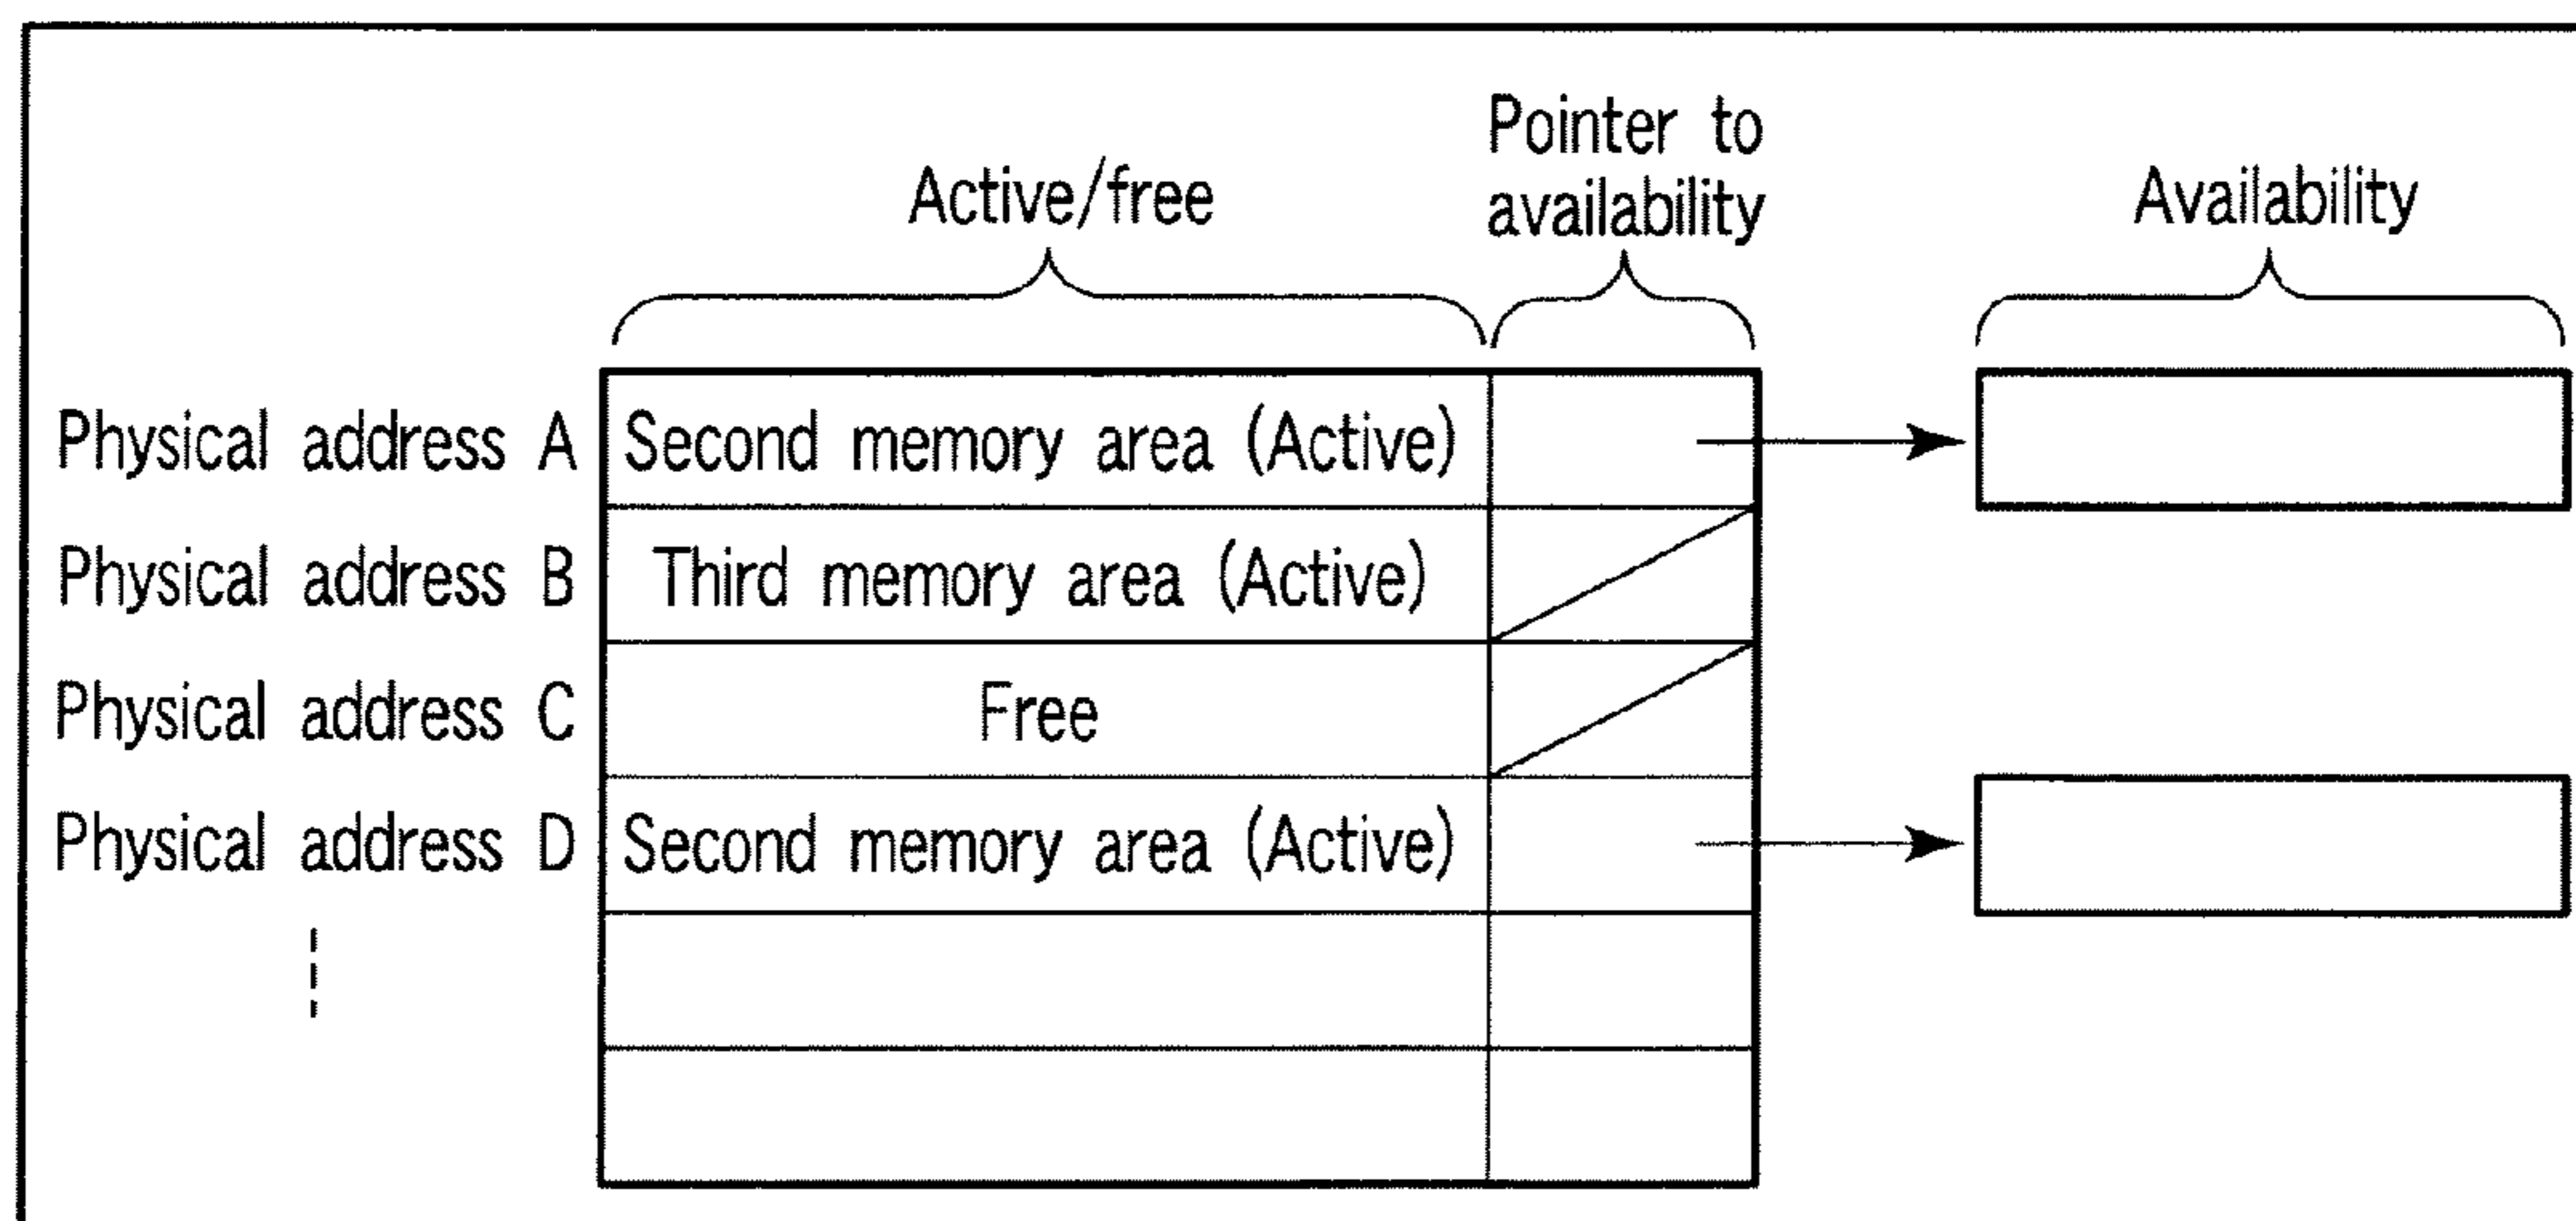 Pointer to
Active/free availability Availability
Physical address A Second memory area (Active)
Physical address B Third memory area (Active)
Physical address C Free
Physical address D Second memory area (Active)